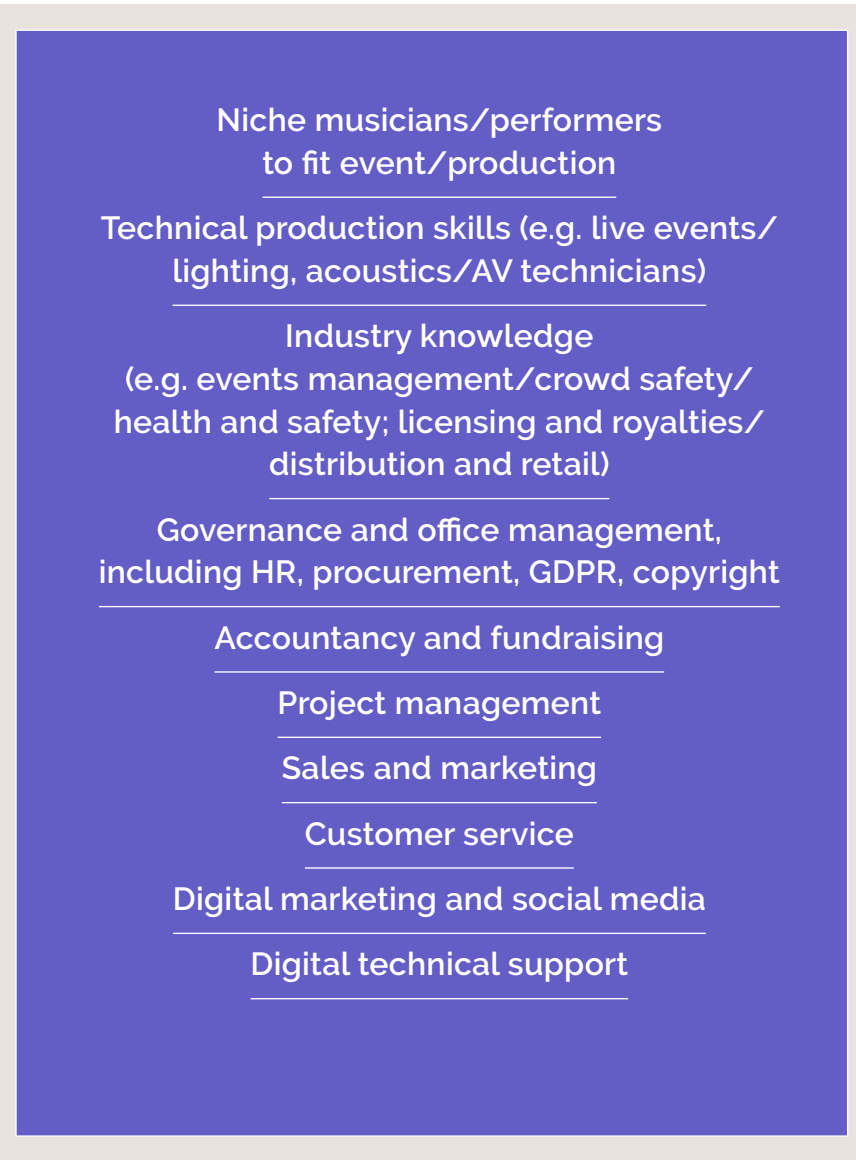 Niche musicians/performers
to fit event/production
Technical production skills (e.g. live events/
lighting, acoustics/AV technicians)
Industry knowledge
(e.g. events management/crowd safety/
health and safety; licensing and royalties/
distribution and retail)
Governance and office management,
including HR, procurement, GDPR, copyright
Accountancy and fundraising
Project management
Sales and marketing
Customer service
Digital marketing and social media
Digital technical support